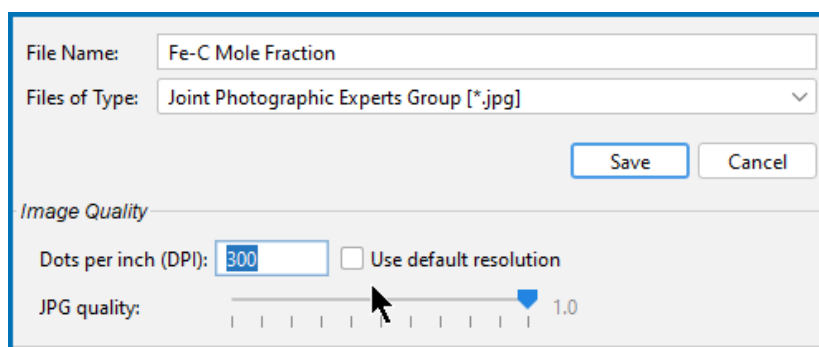 File Name: Fe-C Mole Fraction
Files of Type: Joint Photographic Experts Group [*.jpg]
Save Cancel
Image Quality
Dots per inch (DPI): 300 Use default resolution
JPG quality: 1.0